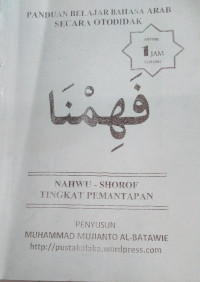 PANDUAN BELAJAR BAHASA ARAB
SECARA OTODIDAK
1 JAM
فَهِمْنَا
NAHWU - SHOROF
TINGKAT PEMANTAPAN
PENYUSUN
MUHAMMAD MUJIANTO AL-BATAWIE
http://pustakalaka.wordpress.com